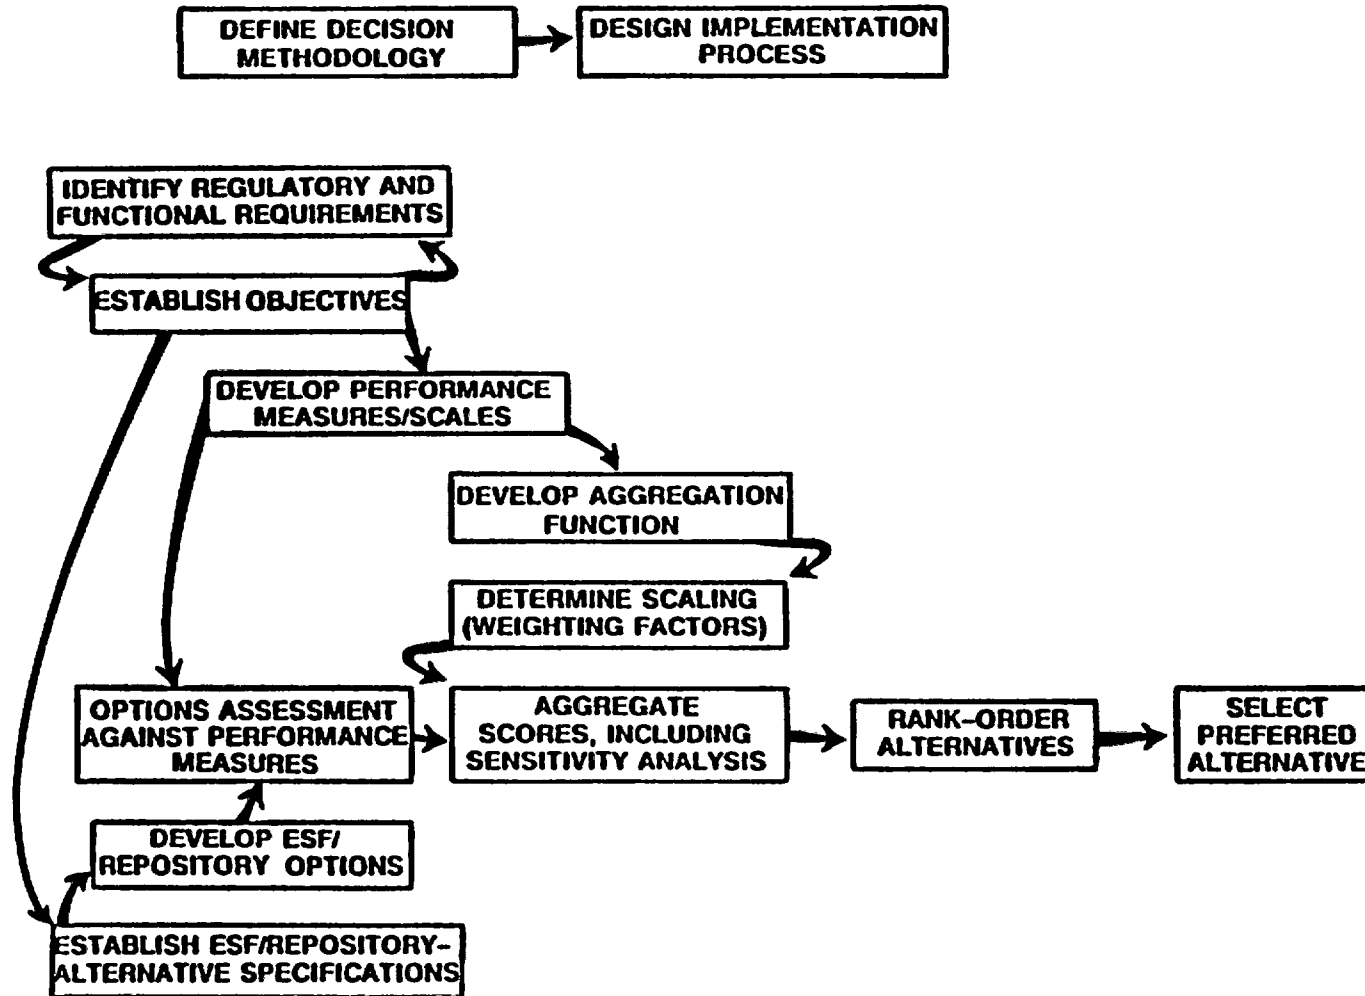 DEFINE DECISION
METHODOLOGY
DESIGN IMPLEMENTATION
PROCESS
IDENTIFY REGULATORY AND
FUNCTIONAL REQUIREMENTS
ESTABLISH OBJECTIVES
DEVELOP PERFORMANCE
MEASURES/SCALES
DEVELOP AGGREGATION
FUNCTION
DETERMINE SCALING
(WEIGHTING FACTORS)
OPTIONS ASSESSMENT
AGAINST PERFORMANCE
MEASURES
AGGREGATE
SCORES, INCLUDING
SENSITIVITY ANALYSIS
RANK-ORDER
ALTERNATIVES
SELECT
PREFERRED
ALTERNATIVE
DEVELOP ESF/
REPOSITORY OPTIONS
ESTABLISH ESF/REPOSITORY-
ALTERNATIVE SPECIFICATIONS